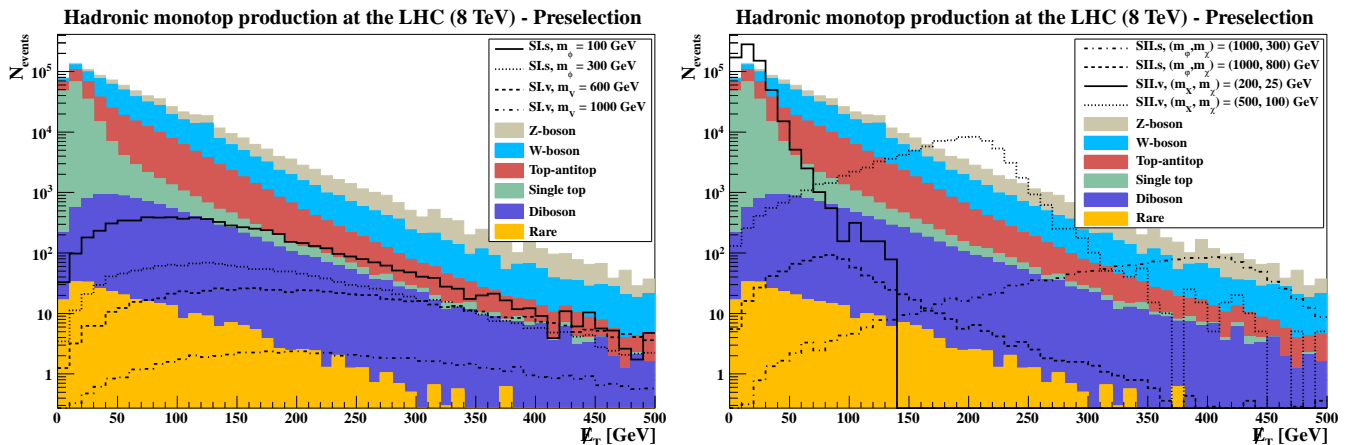 Hadronic monotop production at the LHC (8 TeV) - Preselection
N_events
10^5
10^4
10^3
10^2
10
1
SI.s, m_ϕ = 100 GeV
SI.s, m_ϕ = 300 GeV
SI.v, m_V = 600 GeV
SI.v, m_V = 1000 GeV
Z-boson
W-boson
Top-antitop
Single top
Diboson
Rare
0 50 100 150 200 250 300 350 400 450 500
E̸_T [GeV]
Hadronic monotop production at the LHC (8 TeV) - Preselection
N_events
10^5
10^4
10^3
10^2
10
1
SII.s, (m_φ,m_χ) = (1000, 300) GeV
SII.s, (m_φ,m_χ) = (1000, 800) GeV
SII.v, (m_X, m_χ) = (200, 25) GeV
SII.v, (m_X, m_χ) = (500, 100) GeV
Z-boson
W-boson
Top-antitop
Single top
Diboson
Rare
0 50 100 150 200 250 300 350 400 450 500
E̸_T [GeV]